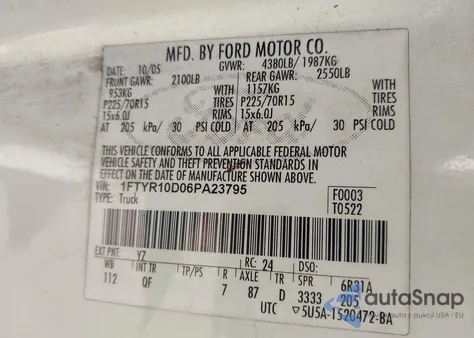 MFD. BY FORD MOTOR CO.
DATE: 10/05 GVWR: 4380LB/ 1987KG
FRONT GAWR: 2100LB REAR GAWR: 2550LB
953KG WITH 1157KG WITH
P225/70R15 TIRES P225/70R15 TIRES
15x6.0J RIMS 15x6.0J RIMS
AT 205 kPa/ 30 PSI COLD AT 205 kPa/ 30 PSI COLD
THIS VEHICLE CONFORMS TO ALL APPLICABLE FEDERAL MOTOR
VEHICLE SAFETY AND THEFT PREVENTION STANDARDS IN
EFFECT ON THE DATE OF MANUFACTURE SHOWN ABOVE.
VIN: 1FTYR10D06PA23795 F0003
TYPE: Truck T0522
EXT PNT: YZ RC: 24 DSO:
WB INT TR TP/PS R AXLE TR SPR 6R31A
112 QF 7 87 D 3333 205
UTC 5U5A-1520472-BA
autoSnap